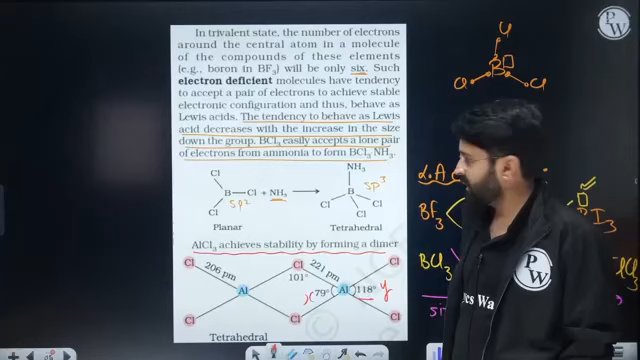 In trivalent state, the number of electrons
around the central atom in a molecule
of the compounds of these elements
(e.g., boron in BF3) will be only six. Such
electron deficient molecules have tendency
to accept a pair of electrons to achieve stable
electronic configuration and thus, behave as
Lewis acids. The tendency to behave as Lewis
acid decreases with the increase in the size
down the group. BCl3 easily accepts a lone pair
of electrons from ammonia to form BCl3.NH3.
Cl
B — Cl + NH3
sp2
Cl
Planar
NH3
sp3
B
Cl Cl
Cl
Tetrahedral
AlCl3 achieves stability by forming a dimer
Cl Cl Cl
206 pm 221 pm
101°
Al 79° Al 118° y
Cl Cl Cl
Tetrahedral
Cl
B
Cl Cl
L.A
BF3
BI3
BCl3
PW
PW